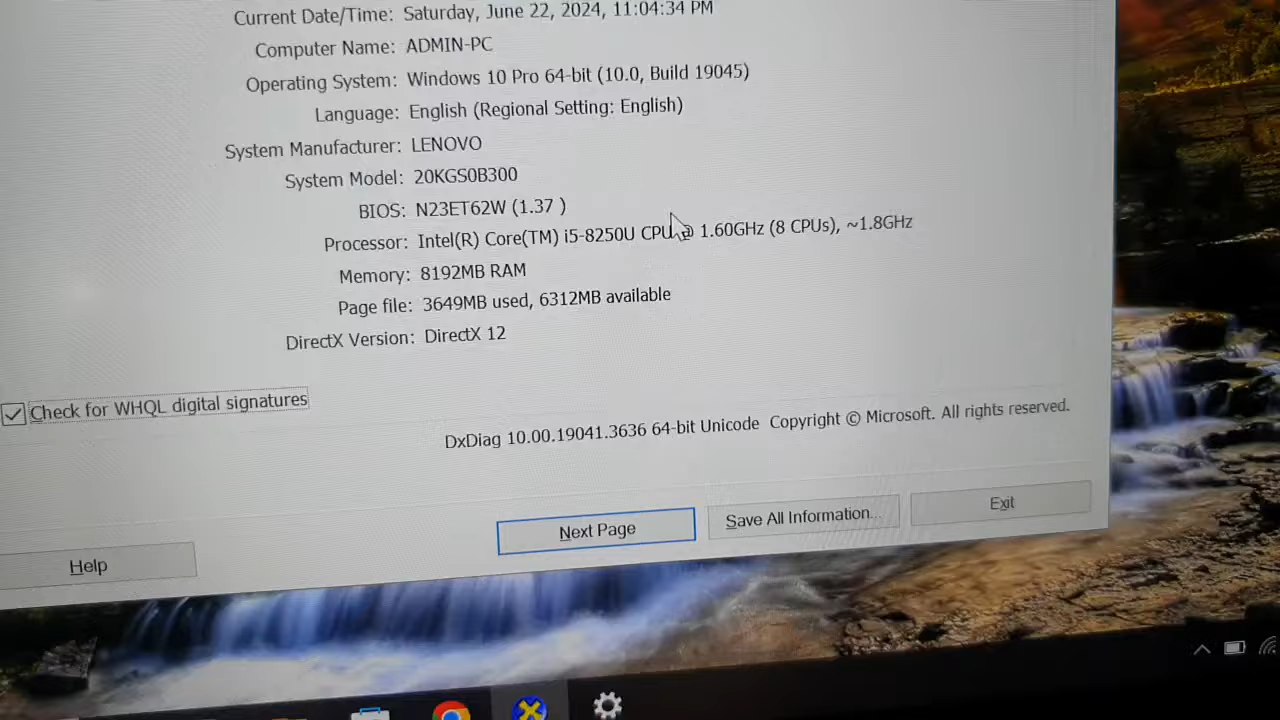 Current Date/Time: Saturday, June 22, 2024, 11:04:34 PM
Computer Name: ADMIN-PC
Operating System: Windows 10 Pro 64-bit (10.0, Build 19045)
Language: English (Regional Setting: English)
System Manufacturer: LENOVO
System Model: 20KGS0B300
BIOS: N23ET62W (1.37 )
Processor: Intel(R) Core(TM) i5-8250U CPU @ 1.60GHz (8 CPUs), ~1.8GHz
Memory: 8192MB RAM
Page file: 3649MB used, 6312MB available
DirectX Version: DirectX 12
Check for WHQL digital signatures
DxDiag 10.00.19041.3636 64-bit Unicode Copyright © Microsoft. All rights reserved.
Help
Next Page
Save All Information...
Exit